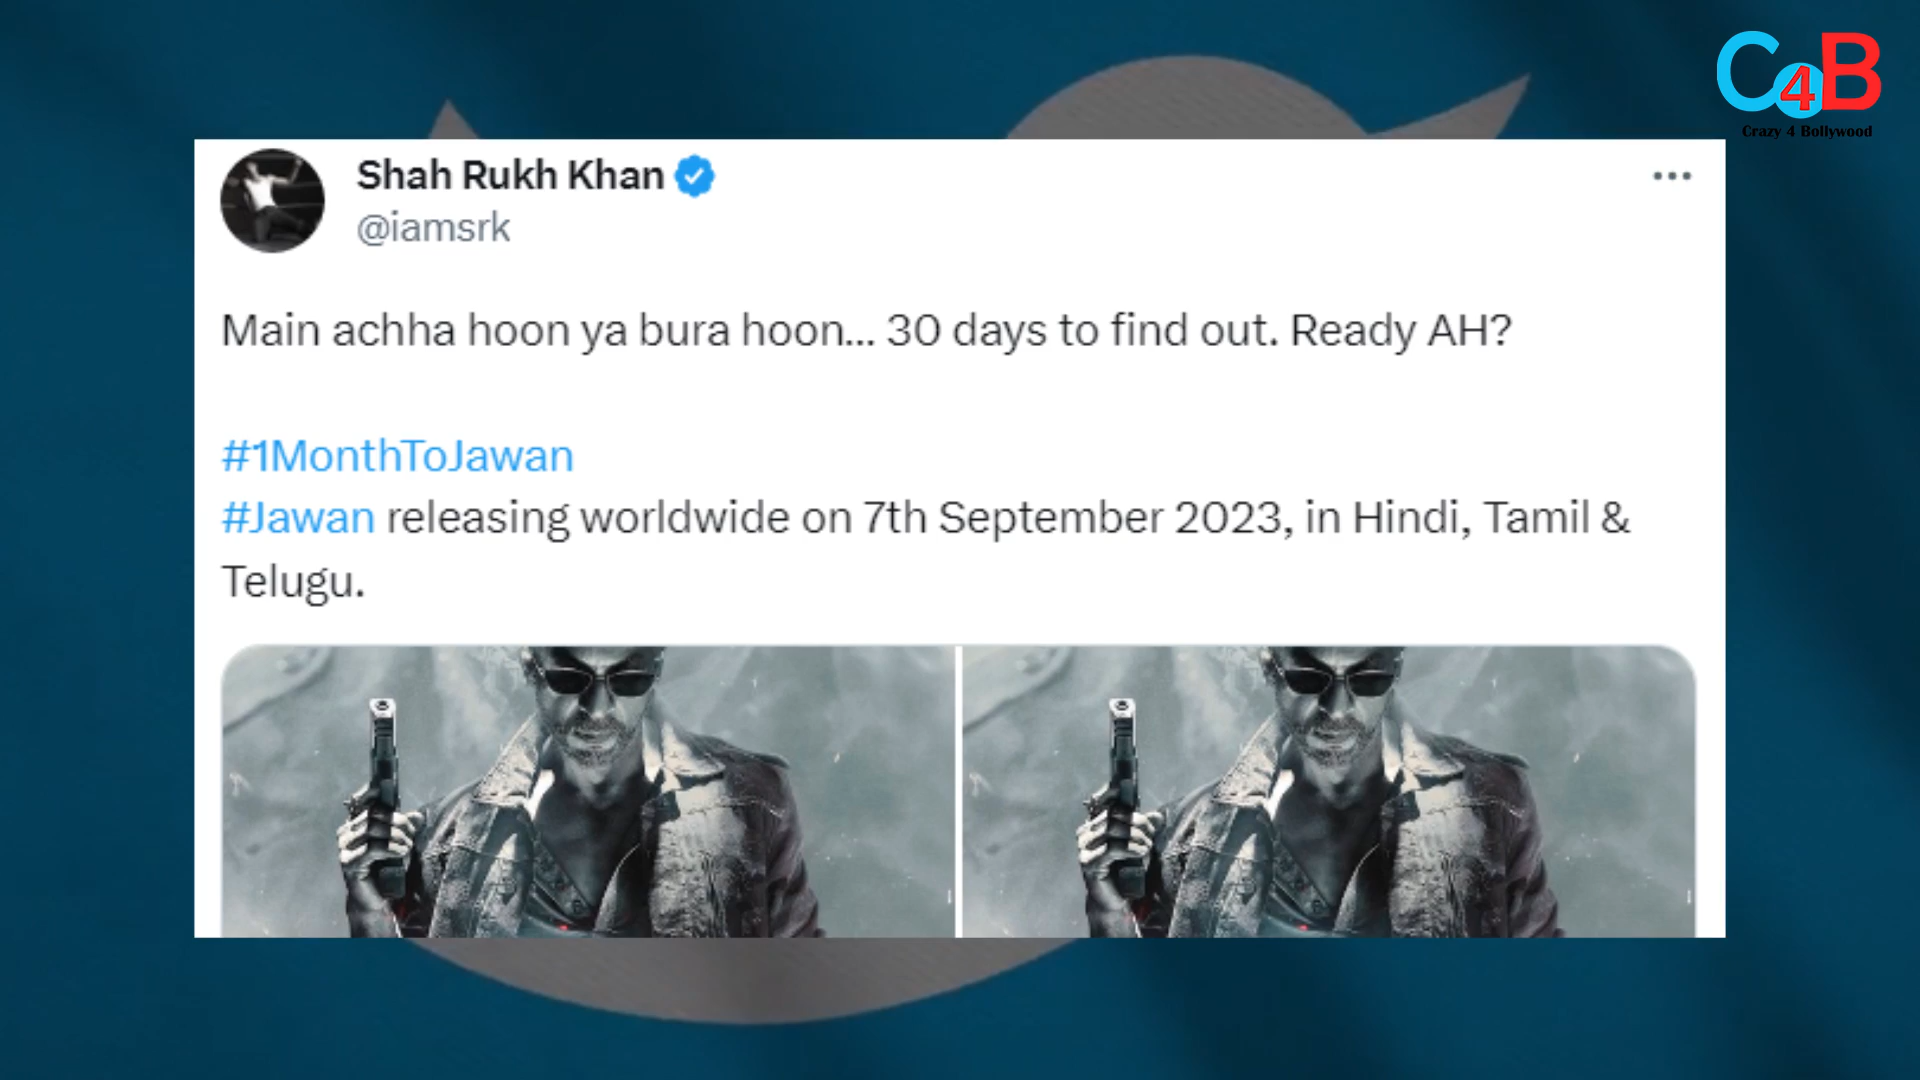 C4B
Crazy 4 Bollywood
Shah Rukh Khan
@iamsrk
Main achha hoon ya bura hoon... 30 days to find out. Ready AH?
#1MonthToJawan
#Jawan releasing worldwide on 7th September 2023, in Hindi, Tamil &
Telugu.